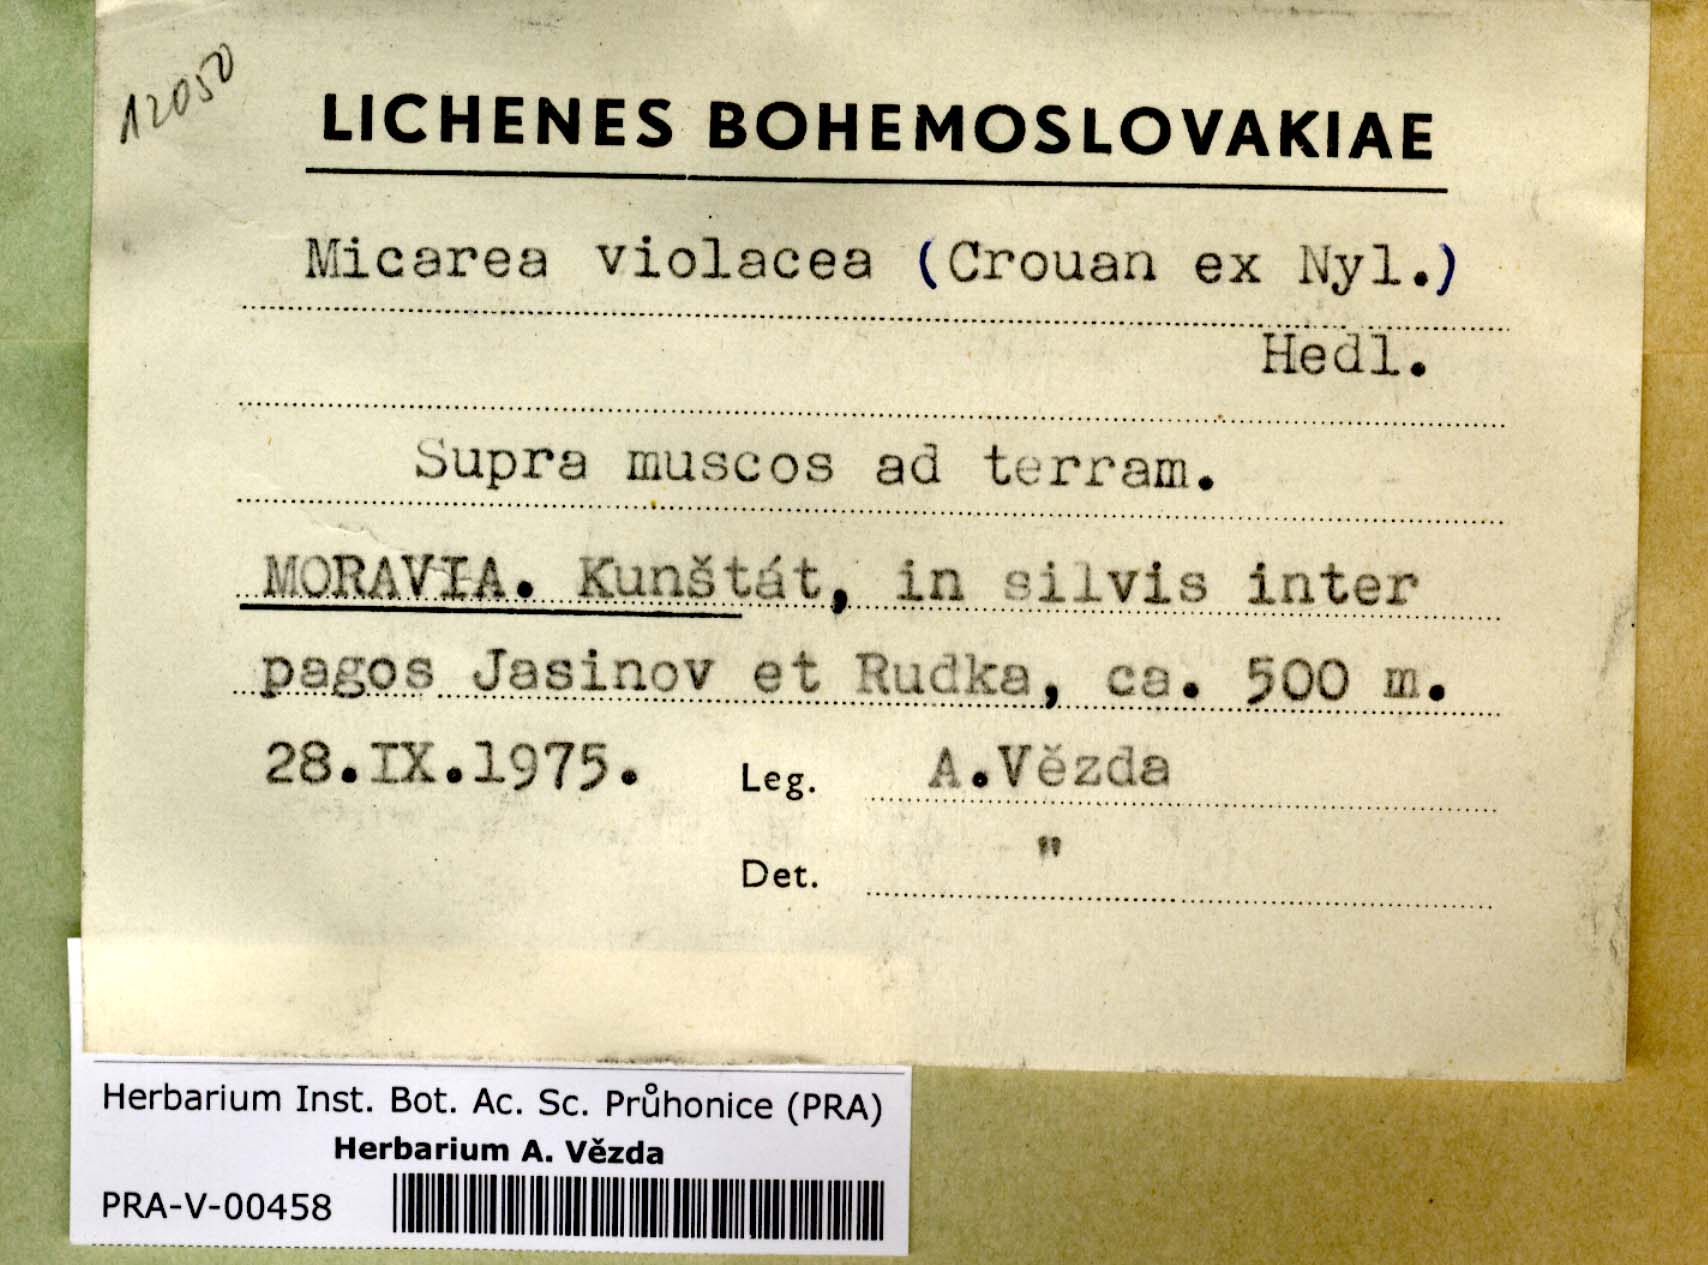 12050
LICHENES BOHEMOSLOVAKIAE
Micarea violacea (Crouan ex Nyl.)
Hedl.
Supra muscos ad terram.
MORAVIA. Kunštát, in silvis inter
pagos Jasinov et Rudka, ca. 500 m.
28.IX.1975. Leg. A.Vězda
Det. "
Herbarium Inst. Bot. Ac. Sc. Průhonice (PRA)
Herbarium A. Vězda
PRA-V-00458